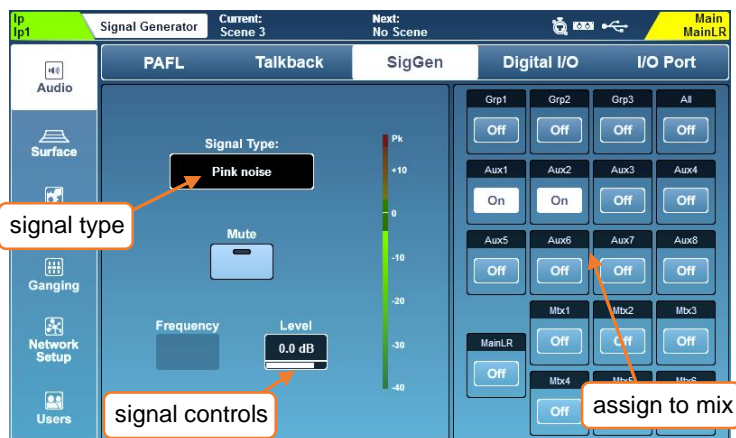 Ip
Ip1
Signal Generator
Current:
Scene 3
Next:
No Scene
Main
MainLR
Audio
Surface
Ganging
Network
Setup
Users
PAFL
Talkback
SigGen
Digital I/O
I/O Port
Signal Type:
Pink noise
signal type
Mute
Frequency
Level
0.0 dB
signal controls
Pk
+10
0
-10
-20
-30
-40
Grp1 Grp2 Grp3 All
Off Off Off Off
Aux1 Aux2 Aux3 Aux4
On On Off Off
Aux5 Aux6 Aux7 Aux8
Off Off Off Off
Mtx1 Mtx2 Mtx3
Off Off Off
MainLR
Off
Mtx4
Off
assign to mix